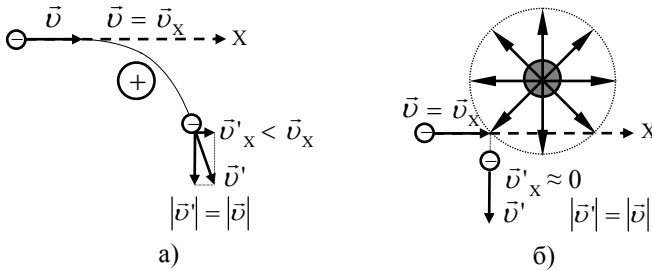 υ⃗ υ⃗ = υ⃗ₓ X
υ⃗'ₓ < υ⃗ₓ
υ⃗'
|υ⃗'| = |υ⃗|
а)
υ⃗ = υ⃗ₓ X
υ⃗'ₓ ≈ 0
υ⃗' |υ⃗'| = |υ⃗|
б)